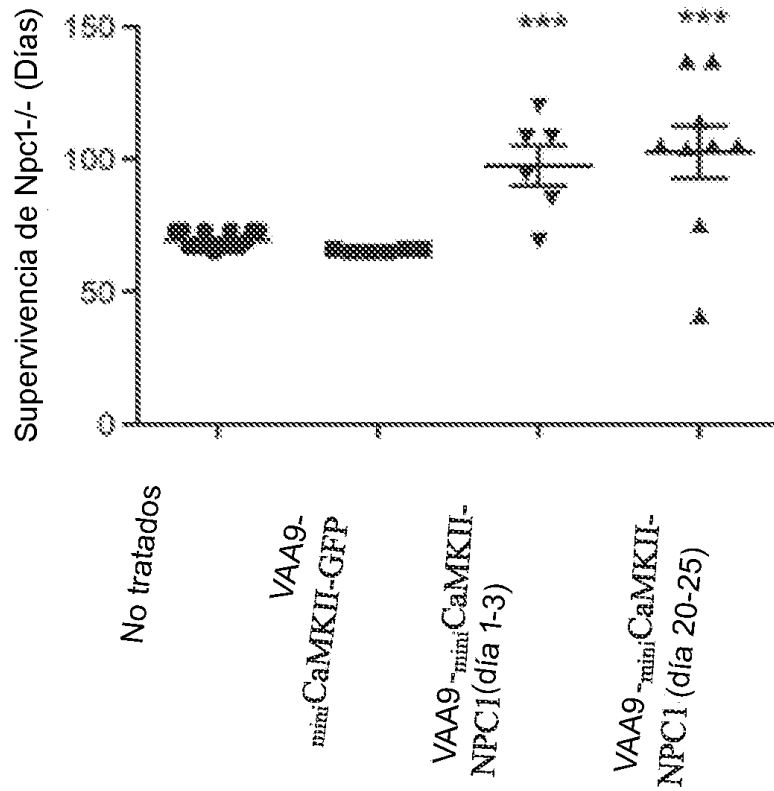 Supervivencia de Npc1-/- (Días)
150
100
50
0
***
***
No tratados
VAA9-
miniCaMKII-GFP
VAA9-miniCaMKII-
NPC1(día 1-3)
VAA9-miniCaMKII-
NPC1 (día 20-25)